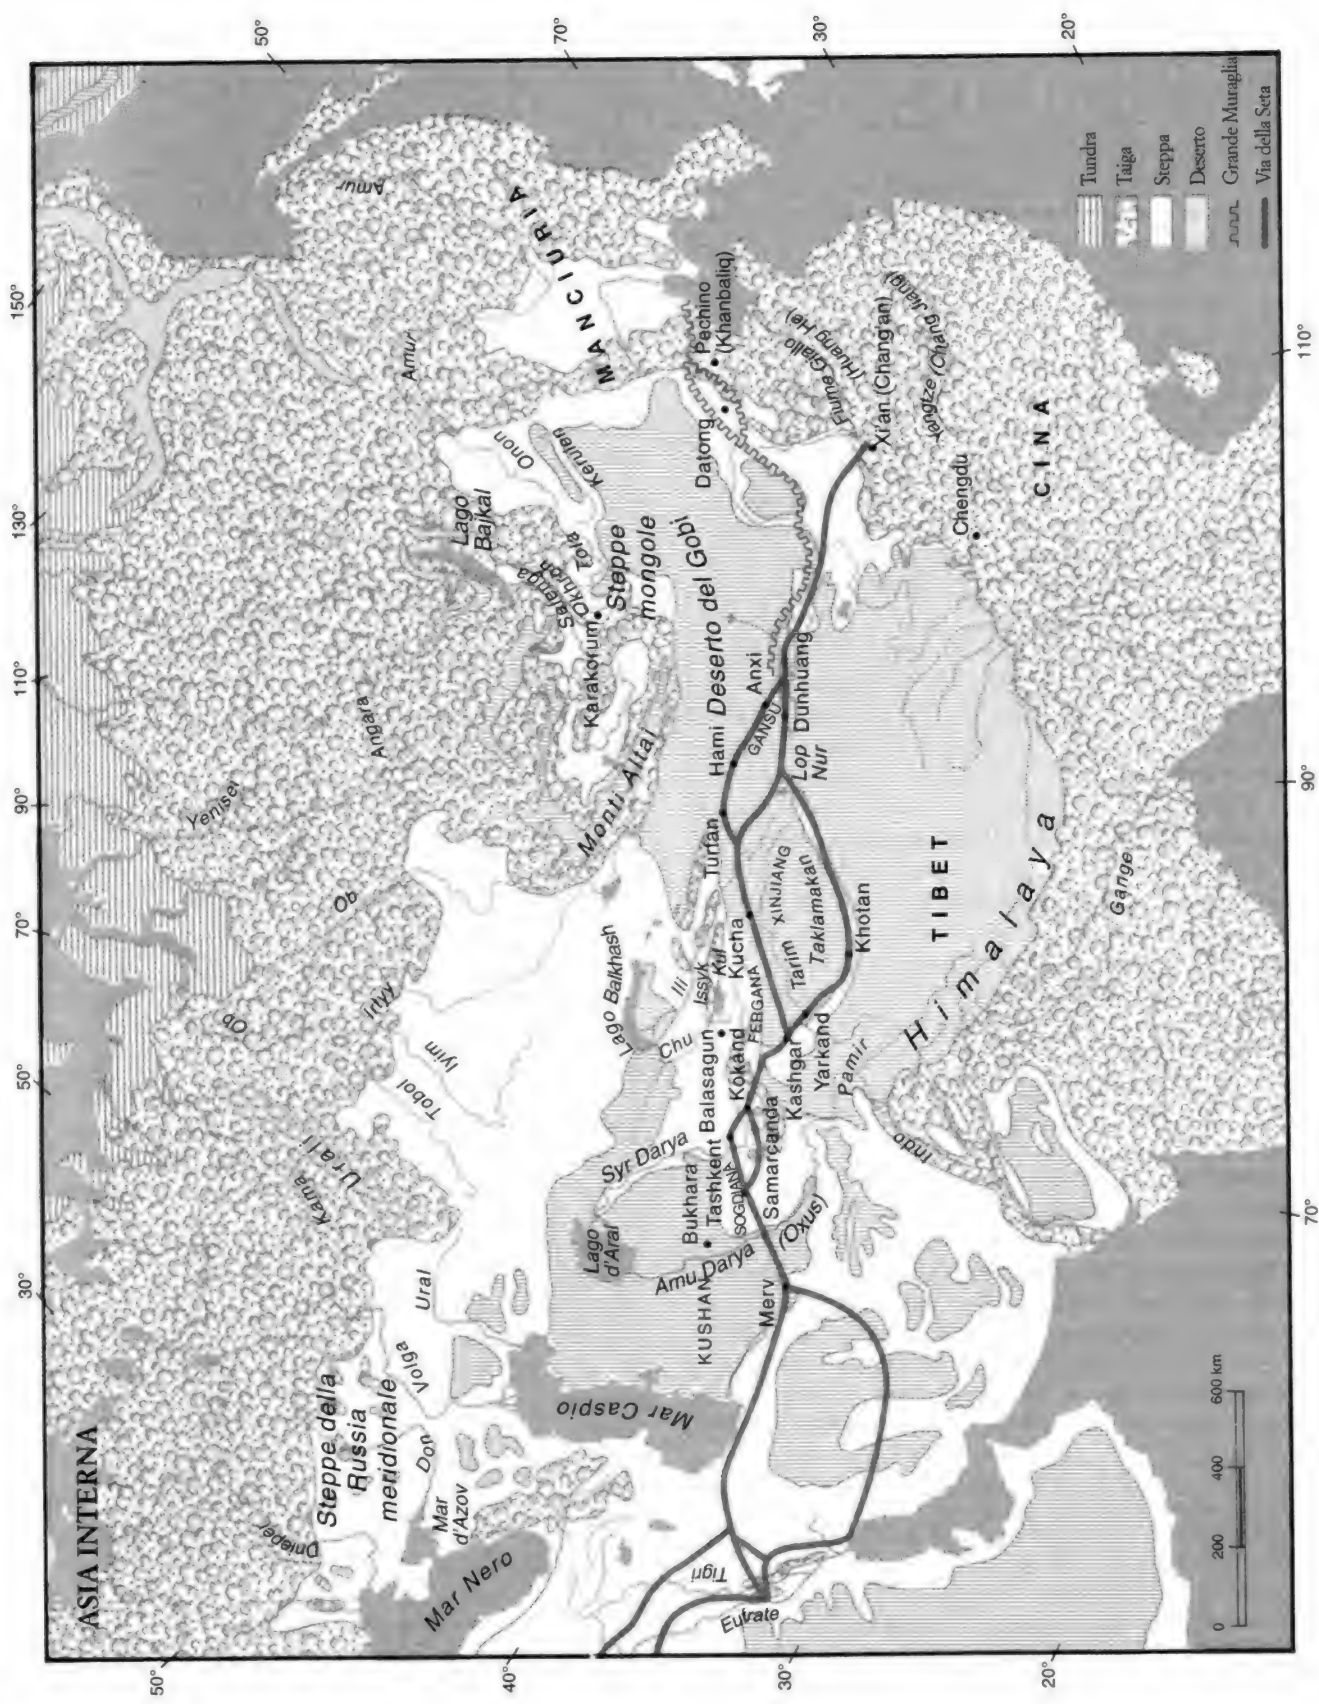 ASIA INTERNA
30°
50°
70°
90°
110°
130°
150°
50°
40°
30°
20°
50°
70°
30°
20°
70°
90°
110°
Dnieper
Steppe della
Russia
meridionale
Don
Volga
Ural
Mar
d'Azov
Mar Nero
Mar Caspio
Kama
Urali
Tobol
Iyim
Irtyy
Ob
Ob
Yenisei
Angara
Lago
Bajkal
Amur
Amur
MANCIURIA
Onon
Kerulen
Tola
Okhron
Salenga
Karakorum
Steppe
mongole
Monti Altai
Deserto del Gobi
Lago Balkhash
Ili
Issyk
Kul
Chu
Syr Darya
Lago
d'Aral
Amu Darya
(Oxus)
KUSHAN
Bukhara
Tashkent
Balasagun
Kokand
FERGANA
SOGDIANA
Samarcanda
Merv
Kashgar
Yarkand
Pamir
Kucha
Turfan
Hami
Anxi
GANSU
Dunhuang
Lop
Nur
XINJIANG
Tarim
Taklamakan
Khotan
TIBET
Himalaya
Gange
Indo
Tigri
Eufrate
Datong
Pechino
(Khanbaliq)
Fiume Giallo
(Huang He)
Xi'an (Chang'an)
Yangtze (Chang Jiang)
Chengdu
CINA
Tundra
Taiga
Steppa
Deserto
Grande Muraglia
Via della Seta
0 200 400 600 km